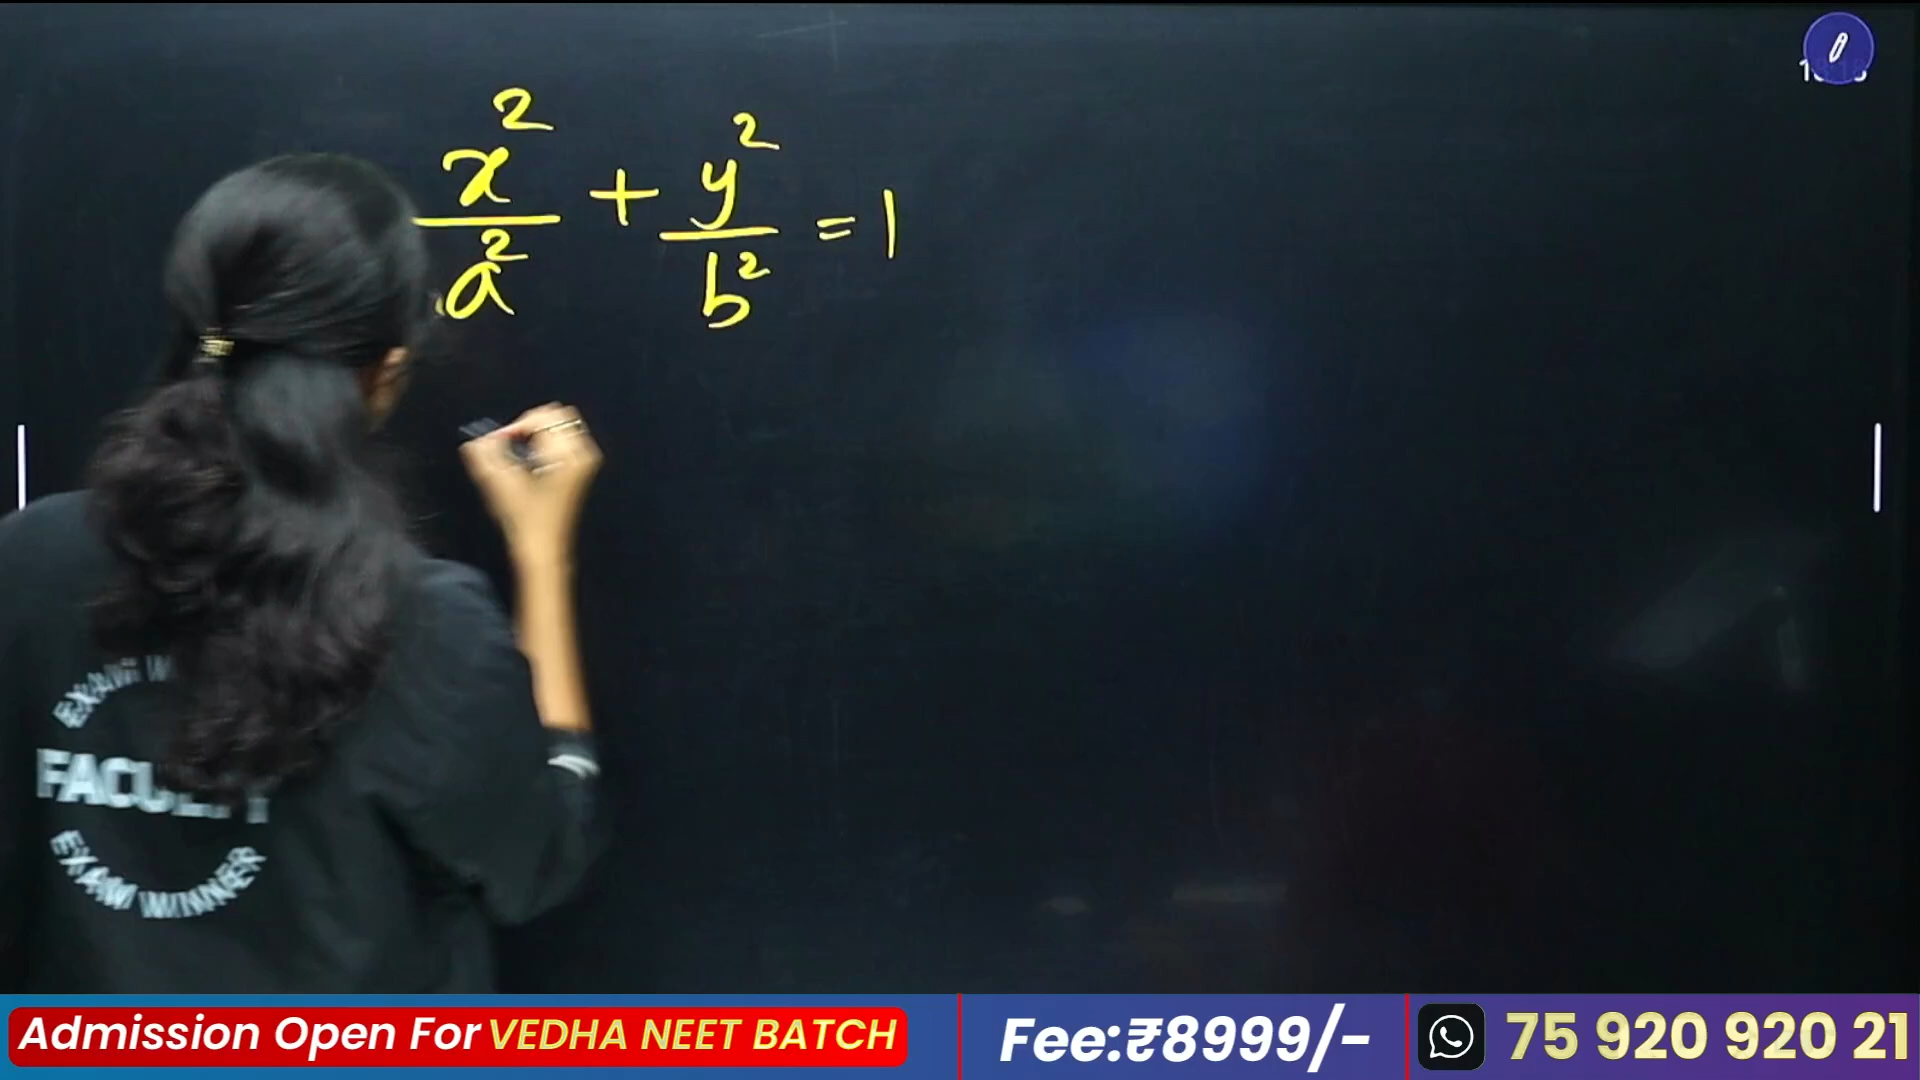 x²/a² + y²/b² = 1
EXAM
FACULTY
EXAM WINNER
Admission Open For VEDHA NEET BATCH
Fee:₹8999/-
75 920 920 21